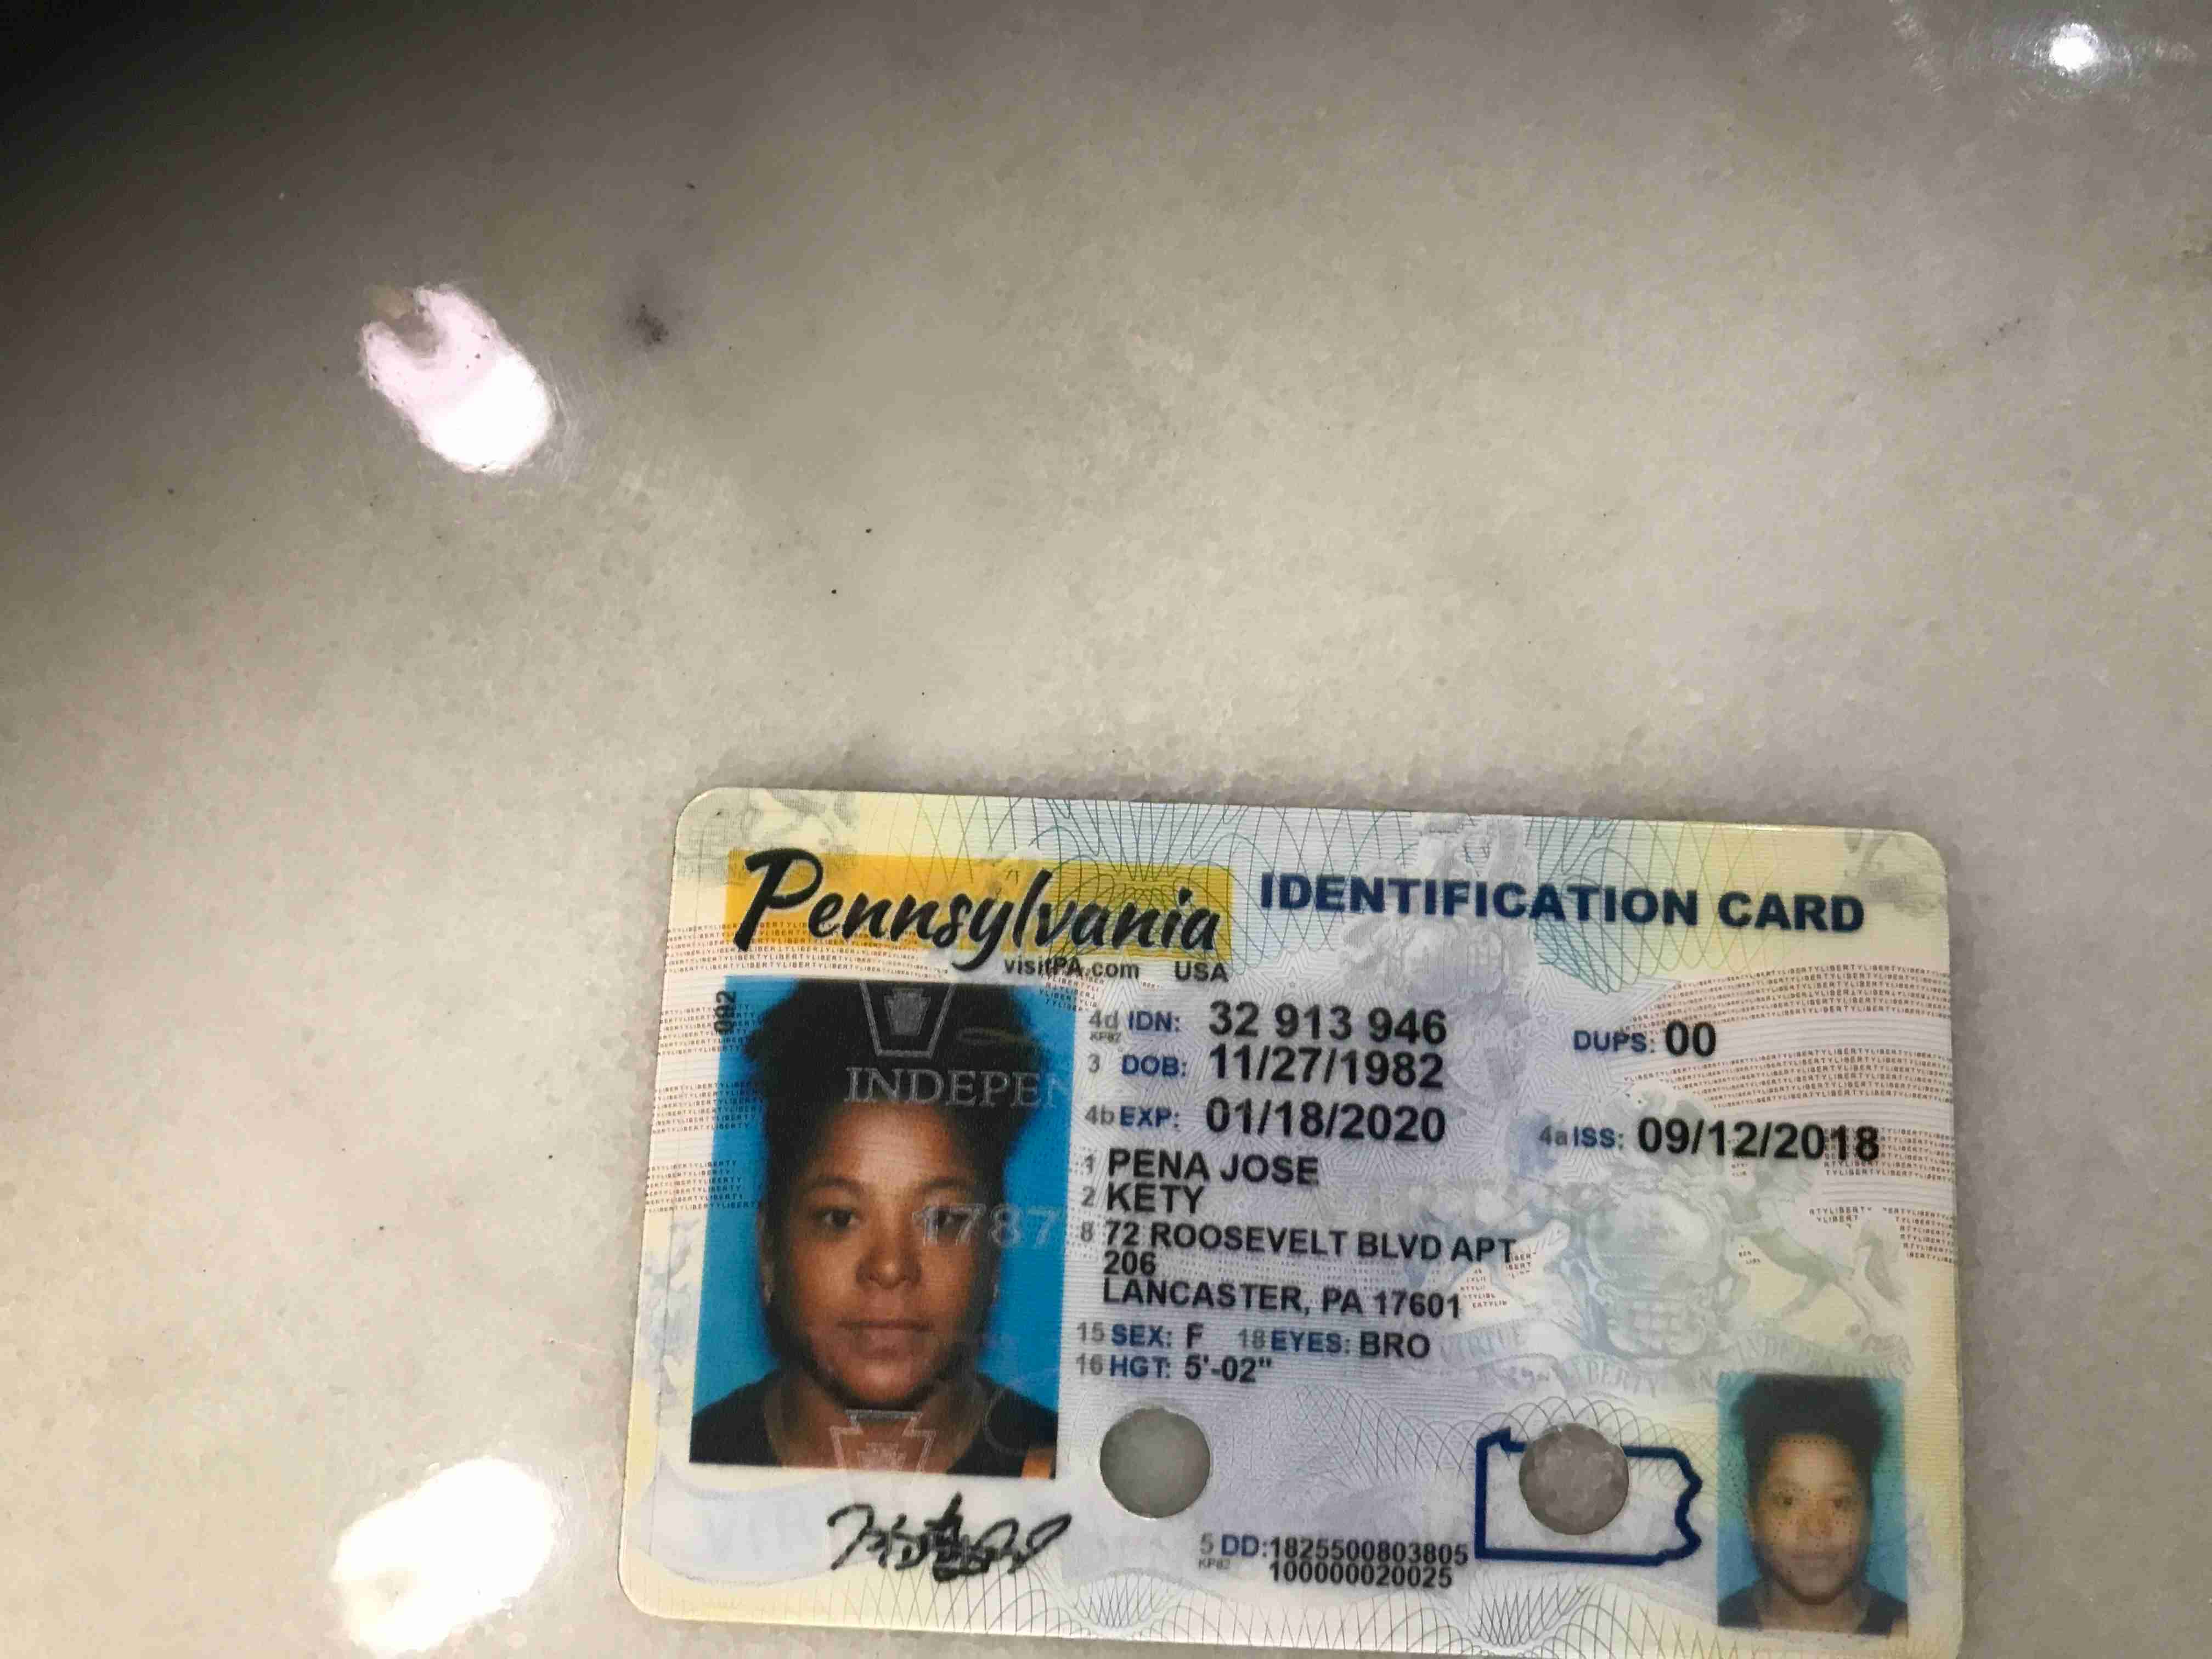 Pennsylvania
visitPA.com USA
IDENTIFICATION CARD
002
INDEPEN
1787
4d IDN: 32 913 946
DUPS: 00
3 DOB: 11/27/1982
4b EXP: 01/18/2020
4a ISS: 09/12/2018
1 PENA JOSE
2 KETY
8 72 ROOSEVELT BLVD APT
206
LANCASTER, PA 17601
15 SEX: F 18 EYES: BRO
16 HGT: 5'-02"
5 DD:1825500803805
100000020025